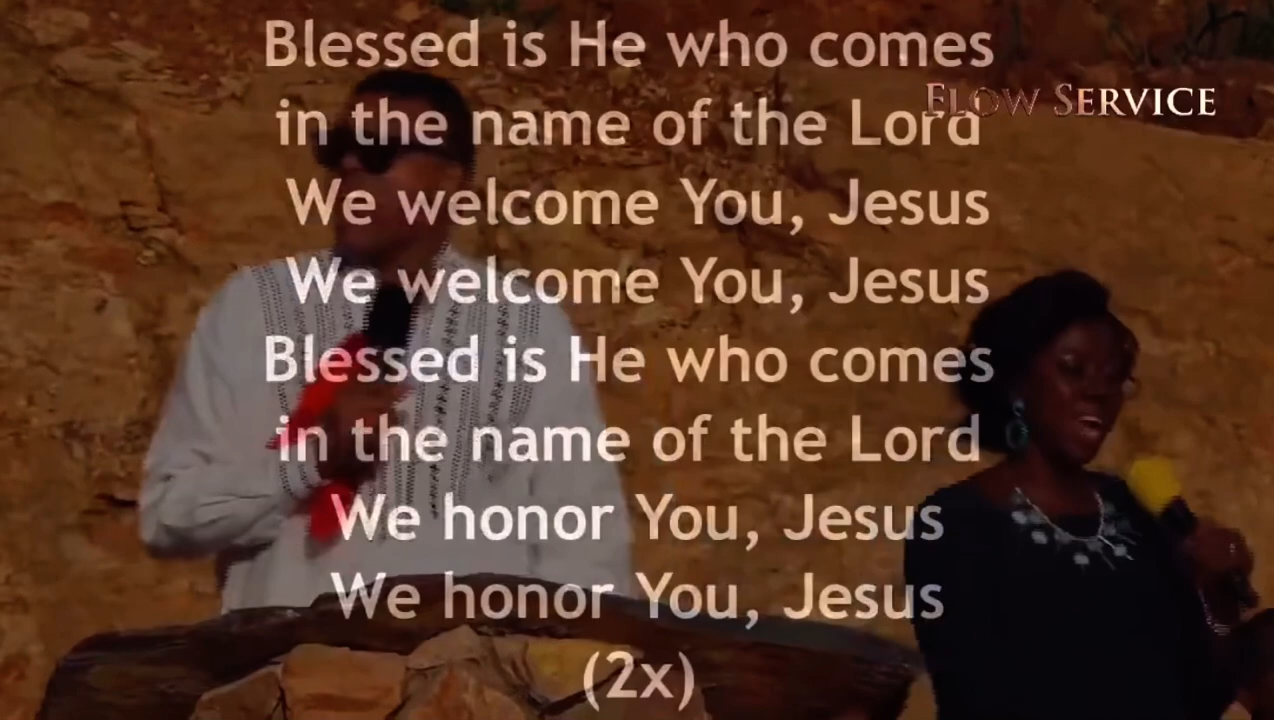 Blessed is He who comes
FLOW SERVICE
in the name of the Lord
We welcome You, Jesus
We welcome You, Jesus
Blessed is He who comes
in the name of the Lord
We honor You, Jesus
We honor You, Jesus
(2x)